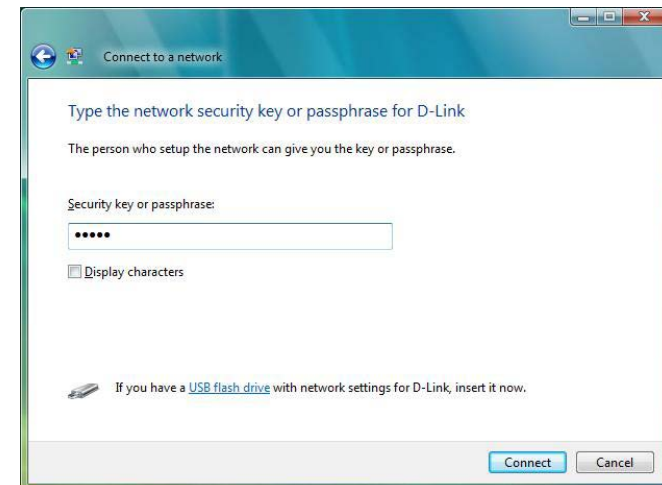 Connect to a network
Type the network security key or passphrase for D-Link
The person who setup the network can give you the key or passphrase.
Security key or passphrase:
•••••
Display characters
If you have a USB flash drive with network settings for D-Link, insert it now.
Connect Cancel